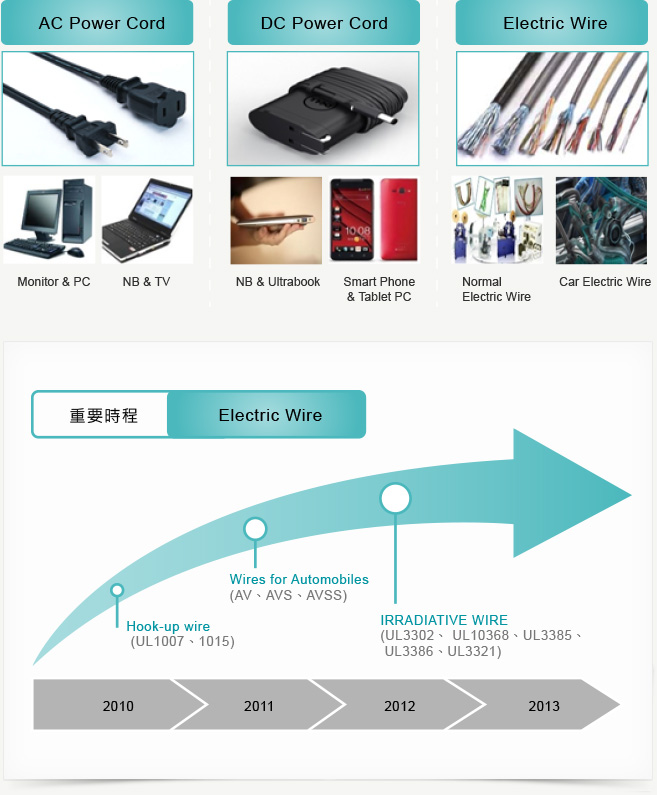 AC Power Cord
DC Power Cord
Electric Wire
10:08
Monitor & PC
NB & TV
NB & Ultrabook
Smart Phone
& Tablet PC
Normal
Electric Wire
Car Electric Wire
重要時程
Electric Wire
Wires for Automobiles
(AV、AVS、AVSS)
Hook-up wire
(UL1007、1015)
IRRADIATIVE WIRE
(UL3302、 UL10368、UL3385、
UL3386、UL3321)
2010
2011
2012
2013